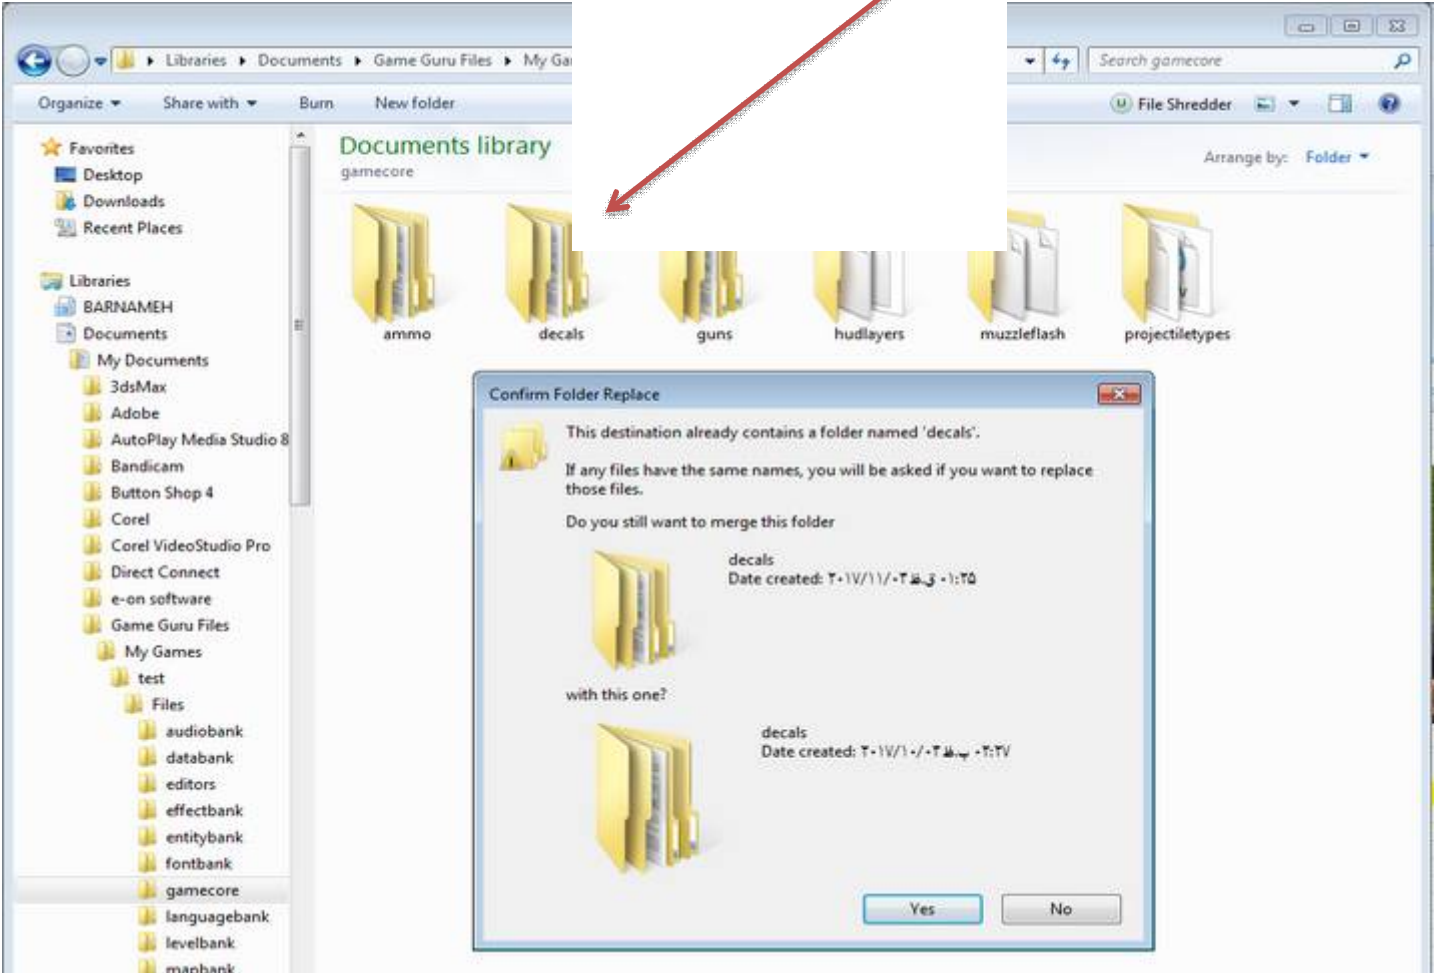 Libraries ▸ Documents ▸ Game Guru Files ▸ My Ga
Search gamecore
Organize
Share with
Burn
New folder
File Shredder
Favorites
Desktop
Downloads
Recent Places
Libraries
BARNAMEH
Documents
My Documents
3dsMax
Adobe
AutoPlay Media Studio 8
Bandicam
Button Shop 4
Corel
Corel VideoStudio Pro
Direct Connect
e-on software
Game Guru Files
My Games
test
Files
audiobank
databank
editors
effectbank
entitybank
fontbank
gamecore
languagebank
levelbank
mapbank
Documents library
gamecore
Arrange by: Folder
ammo
decals
guns
hudlayers
muzzleflash
projectiletypes
Confirm Folder Replace
This destination already contains a folder named 'decals'.
If any files have the same names, you will be asked if you want to replace
those files.
Do you still want to merge this folder
decals
Date created:
with this one?
decals
Date created:
Yes
No